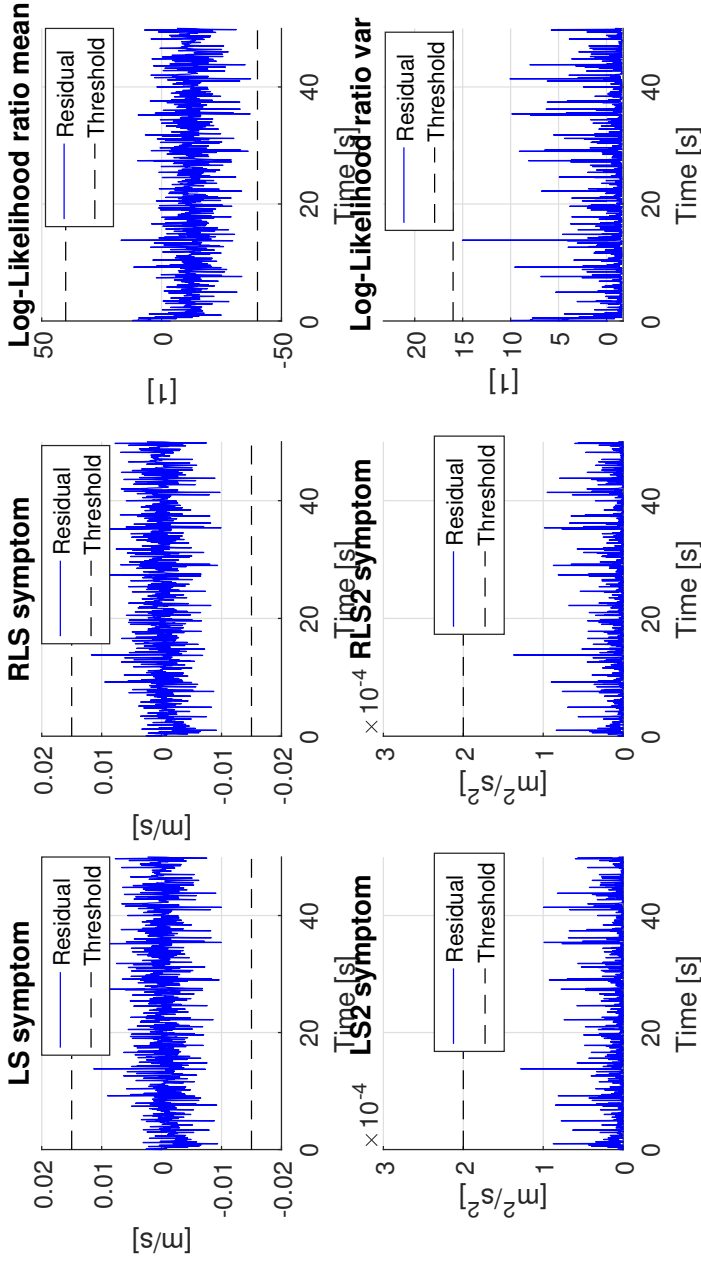 LS symptom
[m/s]
0.02
0.01
0
-0.01
-0.02
0
20
40
Time [s]
Residual
Threshold
RLS symptom
[m/s]
0.02
0.01
0
-0.01
-0.02
0
20
40
Time [s]
Residual
Threshold
Log-Likelihood ratio mean
[1]
50
0
-50
0
20
40
Time [s]
Residual
Threshold
LS2 symptom
×10-4
[m²/s²]
3
2
1
0
0
20
40
Time [s]
Residual
Threshold
RLS2 symptom
×10-4
[m²/s²]
3
2
1
0
0
20
40
Time [s]
Residual
Threshold
Log-Likelihood ratio var
[1]
20
15
10
5
0
0
20
40
Time [s]
Residual
Threshold